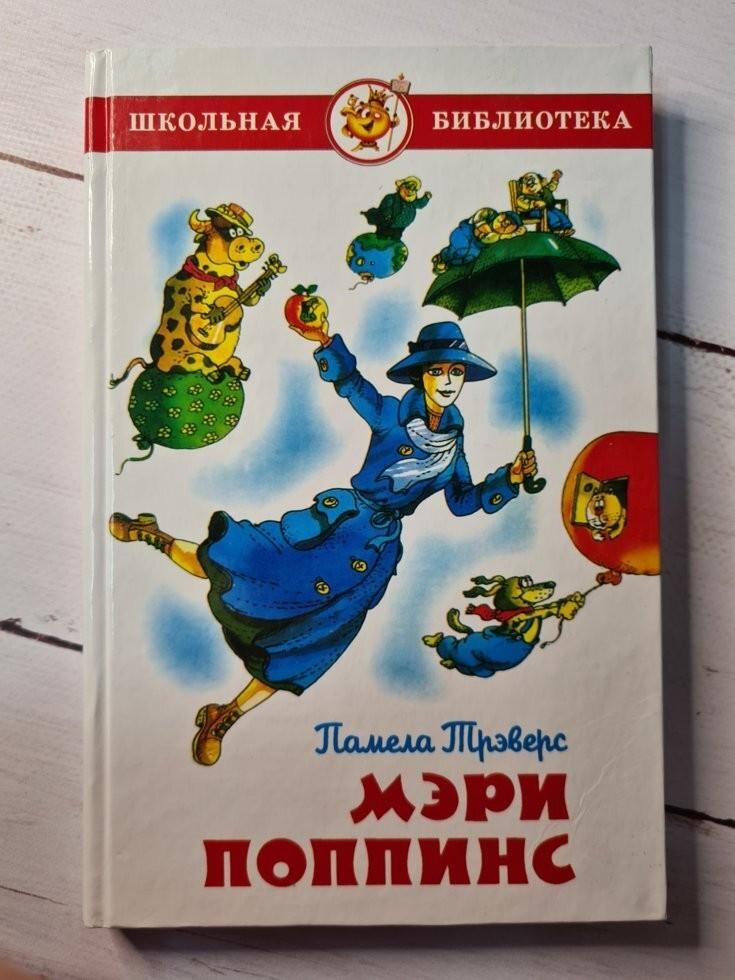 ШКОЛЬНАЯ БИБЛИОТЕКА
Памела Трэверс
МЭРИ
ПОППИНС